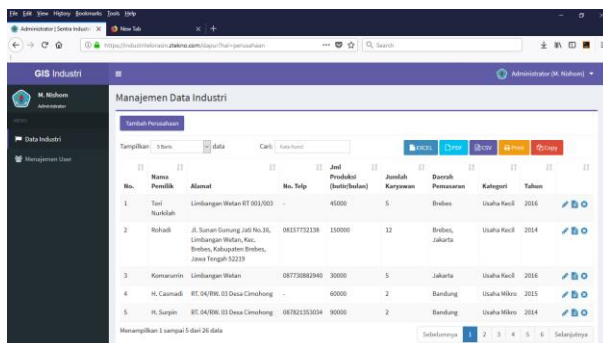 File Edit View History Bookmarks Tools Help
Administrator | Sentra Industri
New Tab
https://industritelorasin.ztekno.com/dapur/?hal=perusahaan
Search
GIS Industri
Administrator (M. Nishom)
M. Nishom
Administrator
MENU
Data Industri
Menajemen User
Manajemen Data Industri
Tambah Perusahaan
Tampilkan 5 Baris data
Cari: Kata Kunci
EXCEL PDF CSV Print Copy
No. Nama Pemilik Alamat No. Telp Jml Produksi (butir/bulan) Jumlah Karyawan Daerah Pemasaran Kategori Tahun
1 Tori Nurkolah Limbangan Wetan RT 001/003 - 45000 5 Brebes Usaha Kecil 2016
2 Rohadi Jl. Sunan Gunung Jati No.36, Limbangan Wetan, Kec. Brebes, Kabupaten Brebes, Jawa Tengah 52219 08157732138 150000 12 Brebes, Jakarta Usaha Kecil 2014
3 Komarurrin Limbangan Wetan 087730882940 30000 5 Jakarta Usaha Kecil 2016
4 H. Casmadi RT. 04/RW. 03 Desa Cimohong - 60000 2 Bandung Usaha Mikro 2015
5 H. Surpin RT. 04/RW. 03 Desa Cimohong 087821353034 90000 2 Bandung Usaha Mikro 2014
Menampilkan 1 sampai 5 dari 26 data
Sebelumnya 1 2 3 4 5 6 Selanjutnya